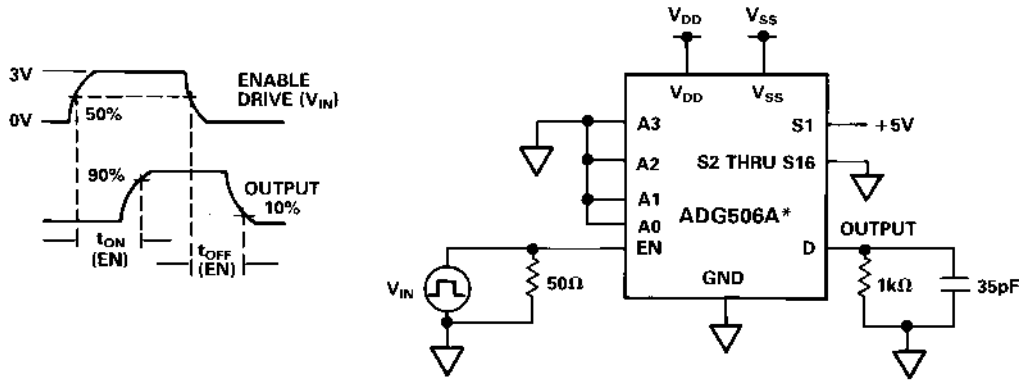 3V
0V
50%
ENABLE
DRIVE (VIN)
90%
OUTPUT
10%
tON
(EN)
tOFF
(EN)
VDD
VSS
VDD
VSS
A3
A2
A1
A0
EN
S1
S2 THRU S16
ADG506A*
D
GND
+5V
OUTPUT
VIN
50Ω
1kΩ
35pF